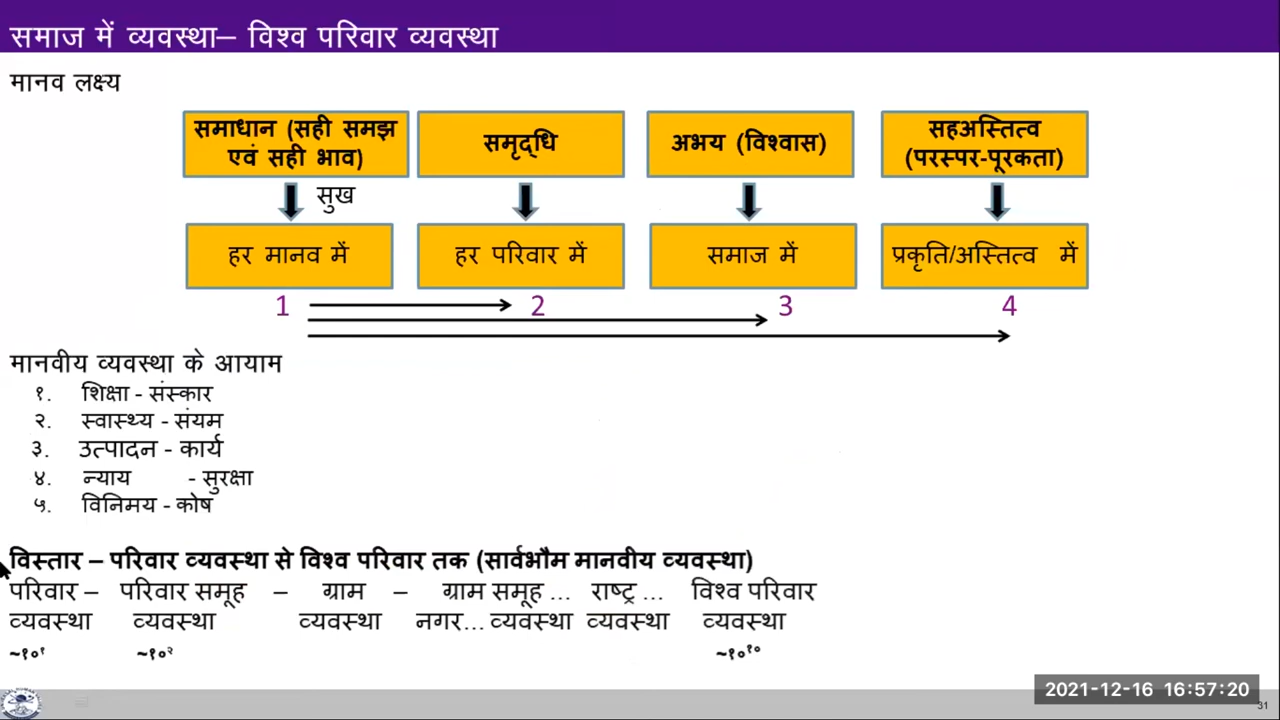 समाज में व्यवस्था– विश्व परिवार व्यवस्था
मानव लक्ष्य
समाधान (सही समझ एवं सही भाव)
समृद्धि
अभय (विश्वास)
सहअस्तित्व (परस्पर-पूरकता)
सुख
हर मानव में
हर परिवार में
समाज में
प्रकृति/अस्तित्व में
1 2 3 4
मानवीय व्यवस्था के आयाम
१. शिक्षा - संस्कार
२. स्वास्थ्य - संयम
३. उत्पादन - कार्य
४. न्याय - सुरक्षा
५. विनिमय - कोष
विस्तार – परिवार व्यवस्था से विश्व परिवार तक (सार्वभौम मानवीय व्यवस्था)
परिवार – परिवार समूह – ग्राम – ग्राम समूह ... राष्ट्र ... विश्व परिवार
व्यवस्था व्यवस्था व्यवस्था नगर... व्यवस्था व्यवस्था व्यवस्था
~१०¹ ~१०² ~१०¹⁰
2021-12-16 16:57:20
31